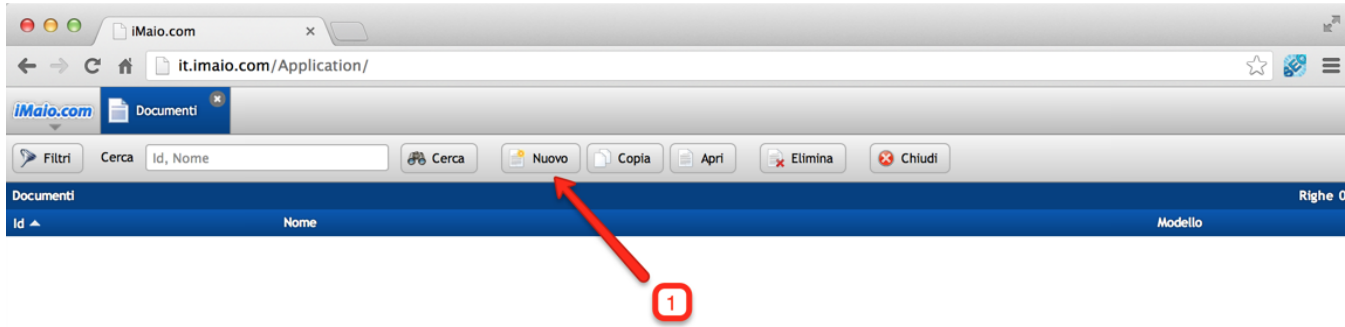 iMaio.com
it.imaio.com/Application/
iMaio.com Documenti
Filtri Cerca Id, Nome Cerca Nuovo Copia Apri Elimina Chiudi
Documenti Righe 0
Id Nome Modello
1